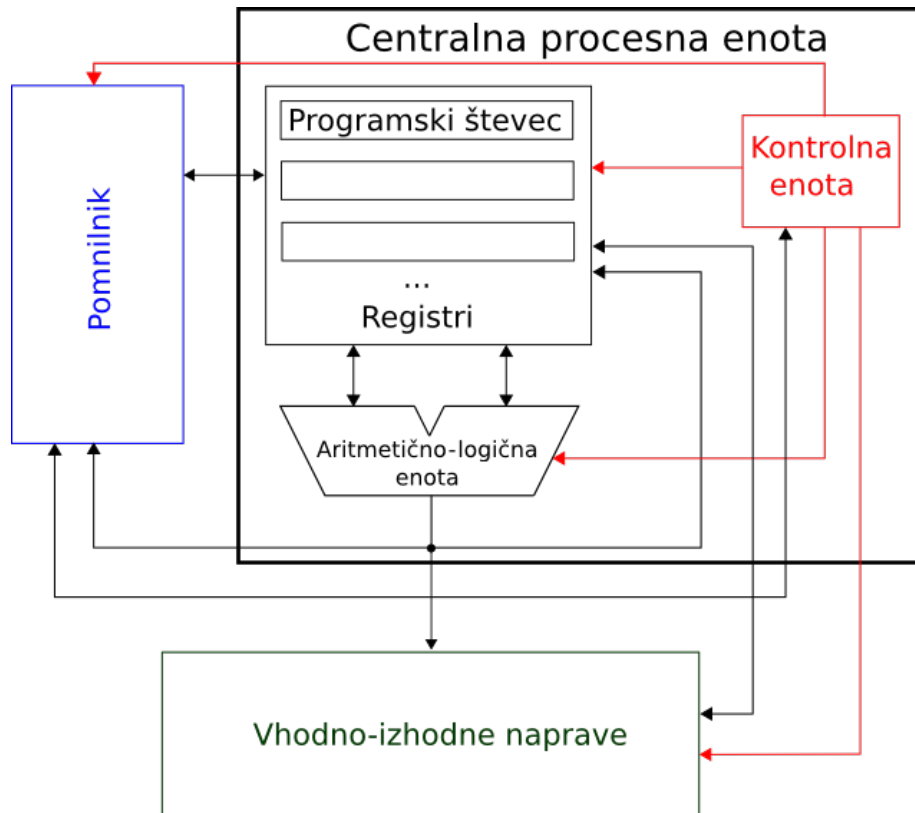 Centralna procesna enota
Programski števec
Kontrolna
enota
Pomnilnik
...
Registri
Aritmetično-logična
enota
Vhodno-izhodne naprave